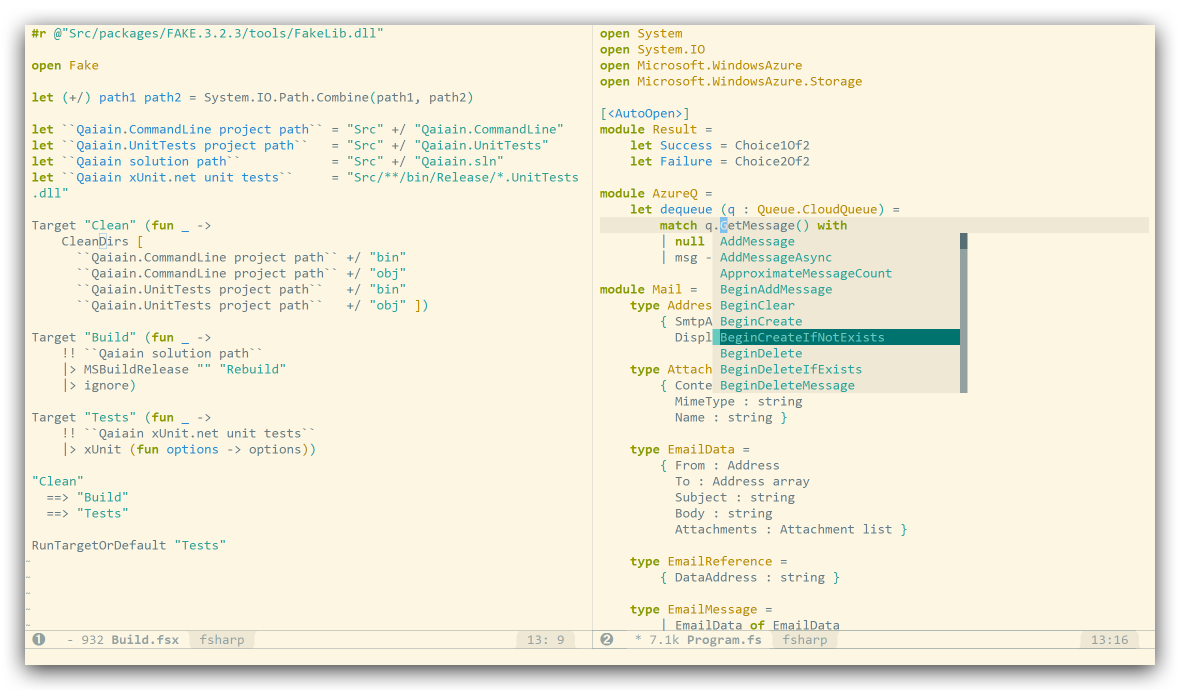 #r @"Src/packages/FAKE.3.2.3/tools/FakeLib.dll"

open Fake

let (+/) path1 path2 = System.IO.Path.Combine(path1, path2)

let ``Qaiain.CommandLine project path`` = "Src" +/ "Qaiain.CommandLine"
let ``Qaiain.UnitTests project path``   = "Src" +/ "Qaiain.UnitTests"
let ``Qaiain solution path``            = "Src" +/ "Qaiain.sln"
let ``Qaiain xUnit.net unit tests``     = "Src/**/bin/Release/*.UnitTests
.dll"

Target "Clean" (fun _ ->
    CleanDirs [
      ``Qaiain.CommandLine project path`` +/ "bin"
      ``Qaiain.CommandLine project path`` +/ "obj"
      ``Qaiain.UnitTests project path``   +/ "bin"
      ``Qaiain.UnitTests project path``   +/ "obj" ])

Target "Build" (fun _ ->
    !! ``Qaiain solution path``
    |> MSBuildRelease "" "Rebuild"
    |> ignore)

Target "Tests" (fun _ ->
    !! ``Qaiain xUnit.net unit tests``
    |> xUnit (fun options -> options))

"Clean"
  ==> "Build"
  ==> "Tests"

RunTargetOrDefault "Tests"
~
~
~
~
~
1 - 932 Build.fsx fsharp 13: 9
open System
open System.IO
open Microsoft.WindowsAzure
open Microsoft.WindowsAzure.Storage

[<AutoOpen>]
module Result =
    let Success = Choice1Of2
    let Failure = Choice2Of2

module AzureQ =
    let dequeue (q : Queue.CloudQueue) =
        match q.GetMessage() with
        | null
        | msg -

module Mail =
    type Addres
        { SmtpA
          Displ

    type Attach
        { Conte
          MimeType : string
          Name : string }

    type EmailData =
        { From : Address
          To : Address array
          Subject : string
          Body : string
          Attachments : Attachment list }

    type EmailReference =
        { DataAddress : string }

    type EmailMessage =
        | EmailData of EmailData
AddMessage
AddMessageAsync
ApproximateMessageCount
BeginAddMessage
BeginClear
BeginCreate
BeginCreateIfNotExists
BeginDelete
BeginDeleteIfExists
BeginDeleteMessage
2 * 7.1k Program.fs fsharp 13:16